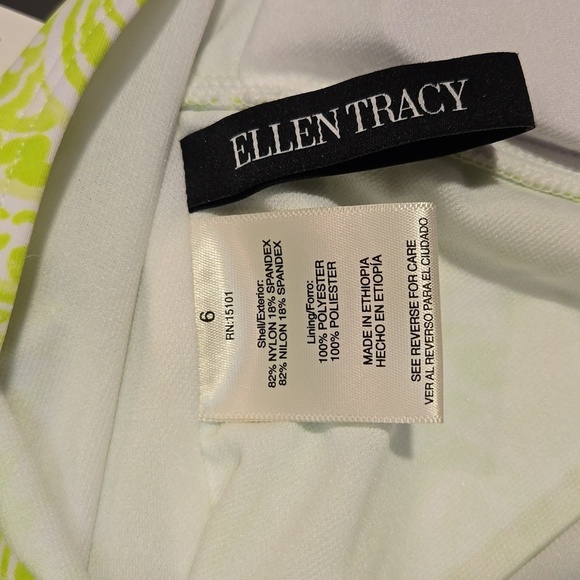 ELLEN TRACY
6
RN:15101
Shell/Exterior:
82% NYLON 18% SPANDEX
82% NILON 18% SPANDEX
Lining/Forro:
100% POLYESTER
100% POLIESTER
MADE IN ETHIOPIA
HECHO EN ETIOPÍA
SEE REVERSE FOR CARE
VER AL REVERSO PARA EL CIUDADO